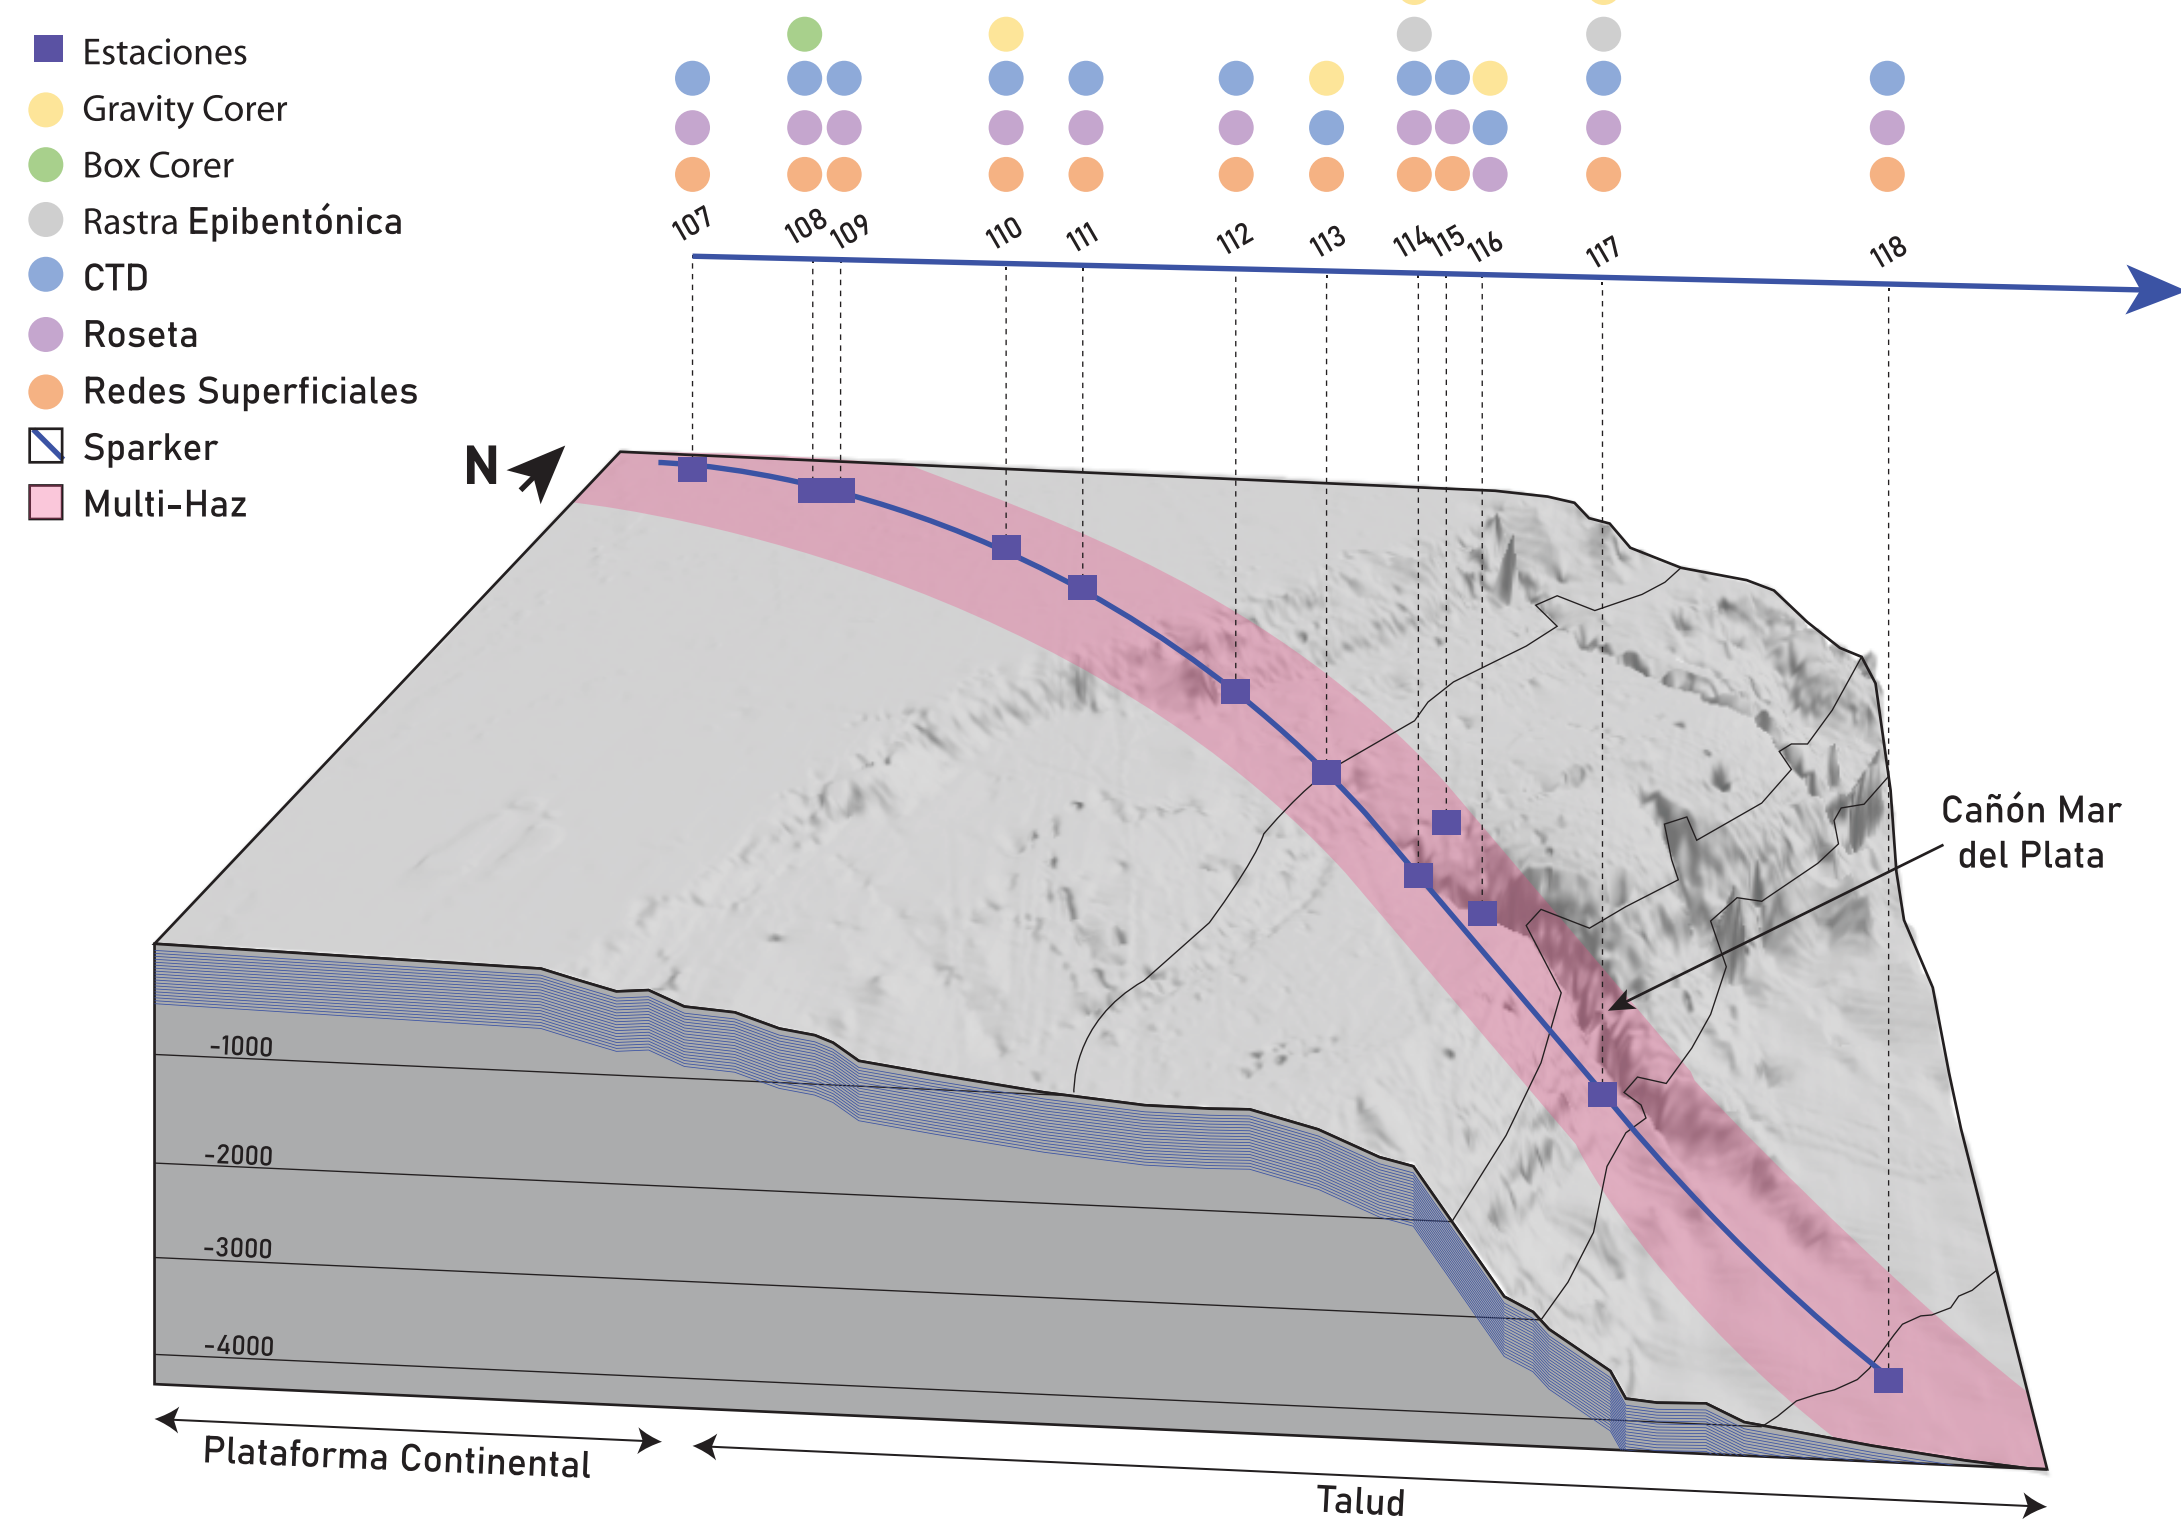 Estaciones
Gravity Corer
Box Corer
Rastra Epibentónica
CTD
Roseta
Redes Superficiales
Sparker
Multi-Haz
107
108
109
110
111
112
113
114
115
116
117
118
N
Cañón Mar
del Plata
-1000
-2000
-3000
-4000
Plataforma Continental
Talud